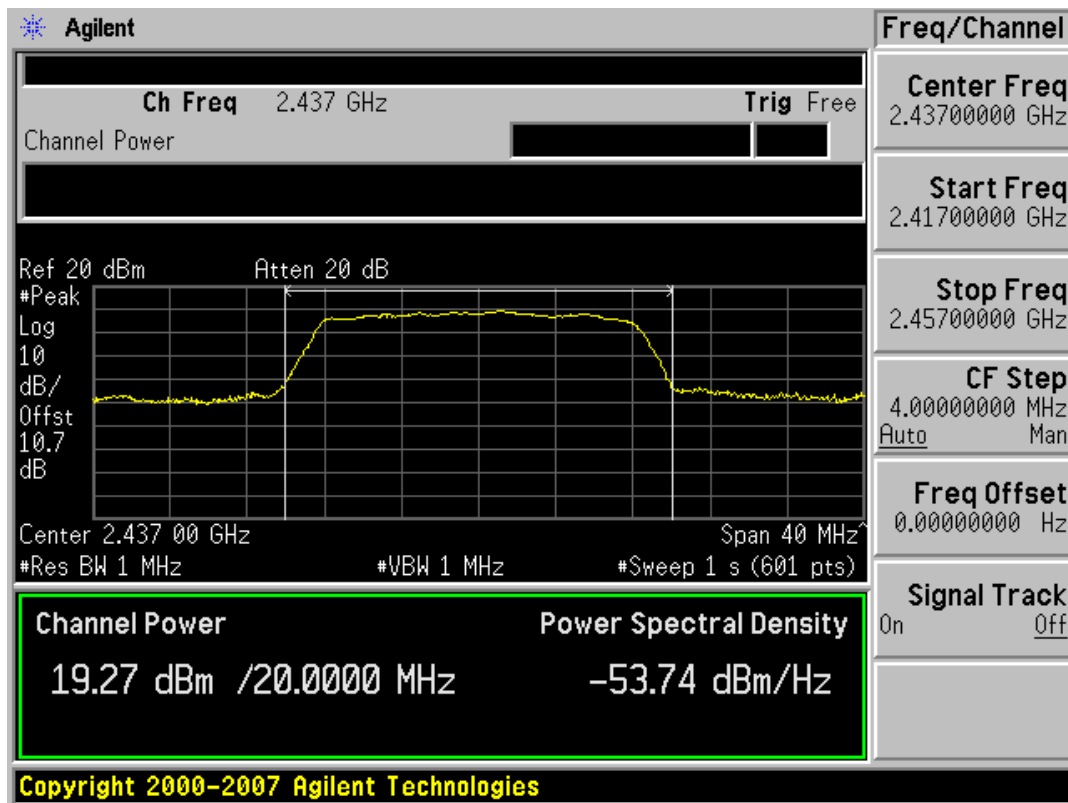 Agilent
Freq/Channel
Ch Freq 2.437 GHz Trig Free
Channel Power
Ref 20 dBm Atten 20 dB
#Peak
Log
10
dB/
Offst
10.7
dB
Center 2.437 00 GHz Span 40 MHz^
#Res BW 1 MHz #VBW 1 MHz #Sweep 1 s (601 pts)
Channel Power Power Spectral Density
19.27 dBm /20.0000 MHz -53.74 dBm/Hz
Center Freq
2.43700000 GHz
Start Freq
2.41700000 GHz
Stop Freq
2.45700000 GHz
CF Step
4.00000000 MHz
Auto Man
Freq Offset
0.00000000 Hz
Signal Track
On Off
Copyright 2000-2007 Agilent Technologies